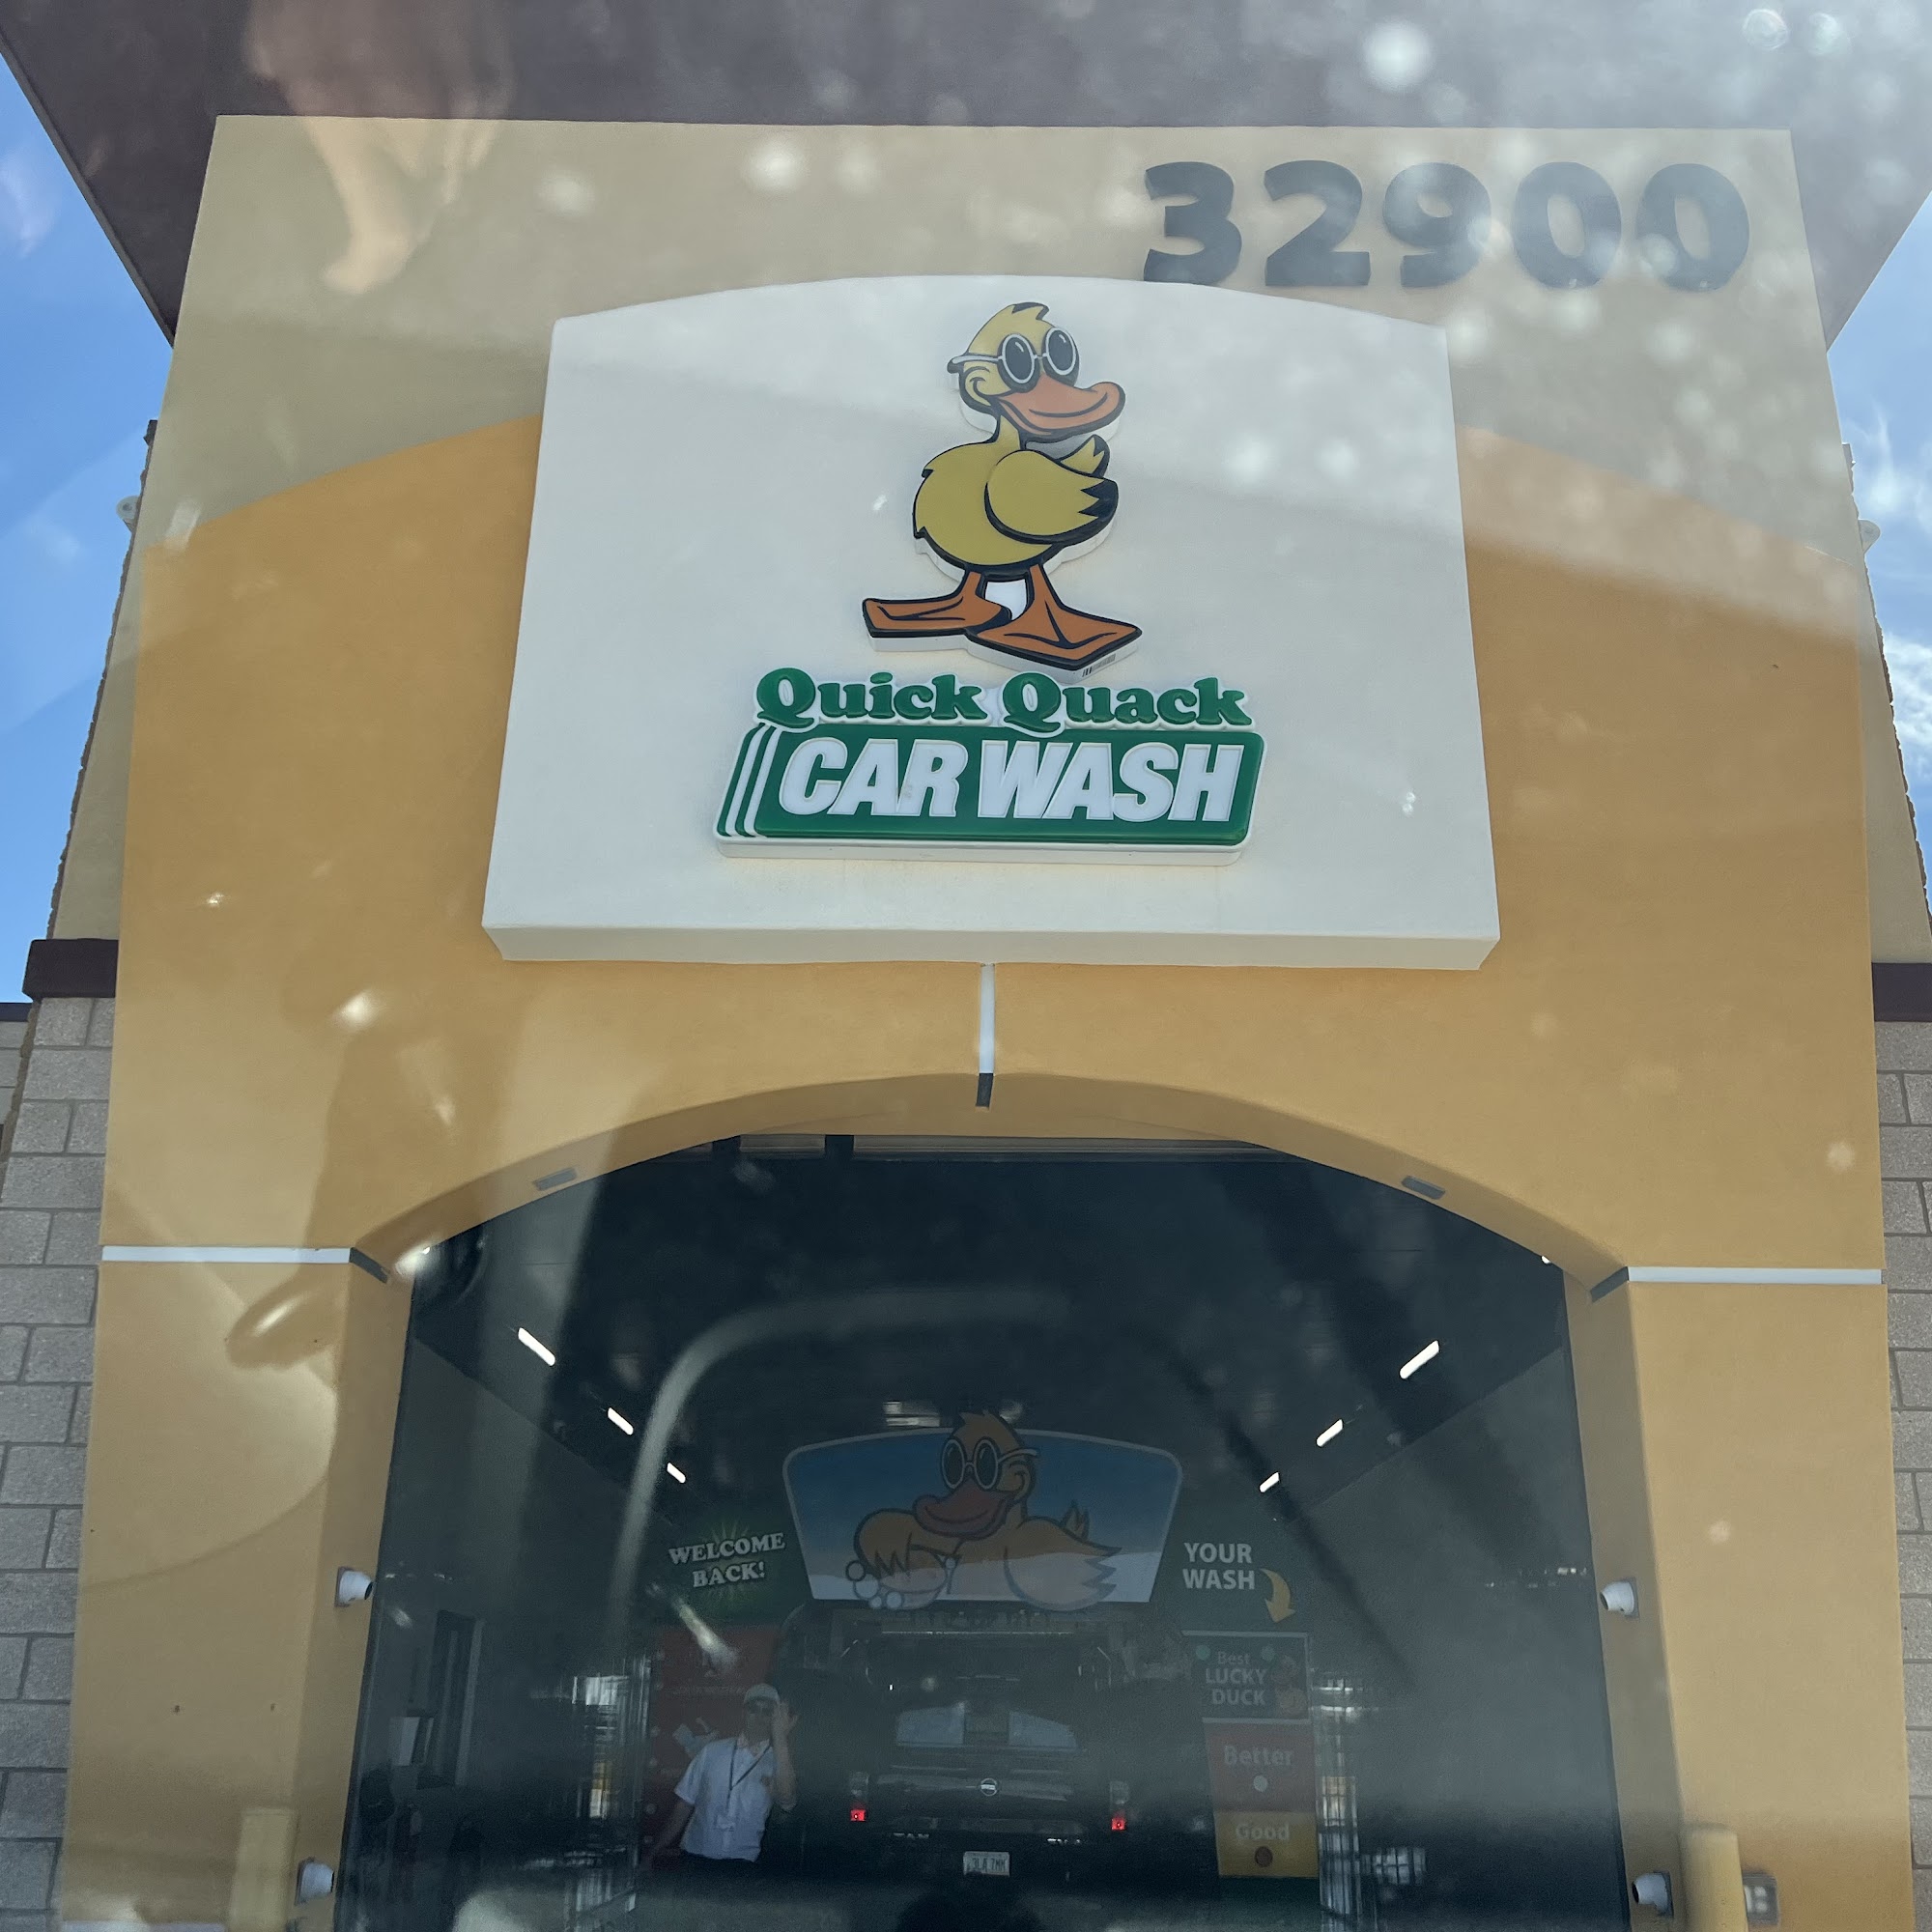 32900
Quick Quack
CAR WASH
WELCOME
BACK!
YOUR
WASH
Best
LUCKY
DUCK
Better
Good